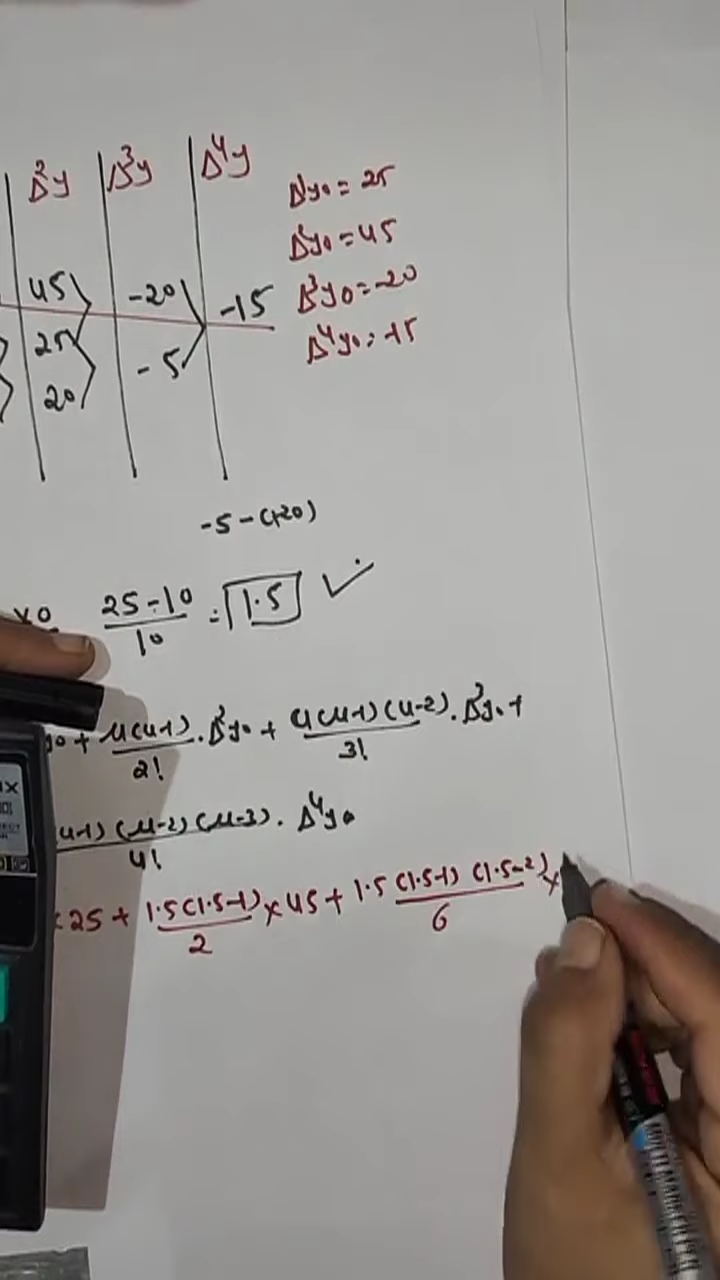 Δ²y Δ³y Δ⁴y
Δy₀ = 25
Δ²y₀ = 45
Δ³y₀ = -20
Δ⁴y₀ = -15
45 -20 -15
25 -5
20
-5 - (+20)
x₀ 25-10/10 = 1.5 ✓
y₀ + u(u-1)/2! . Δ²y₀ + u(u-1)(u-2)/3! . Δ³y₀ +
(u-1)(u-2)(u-3)/4! . Δ⁴y₀
× 25 + 1.5(1.5-1)/2 × 45 + 1.5(1.5-1)(1.5-2)/6 ×